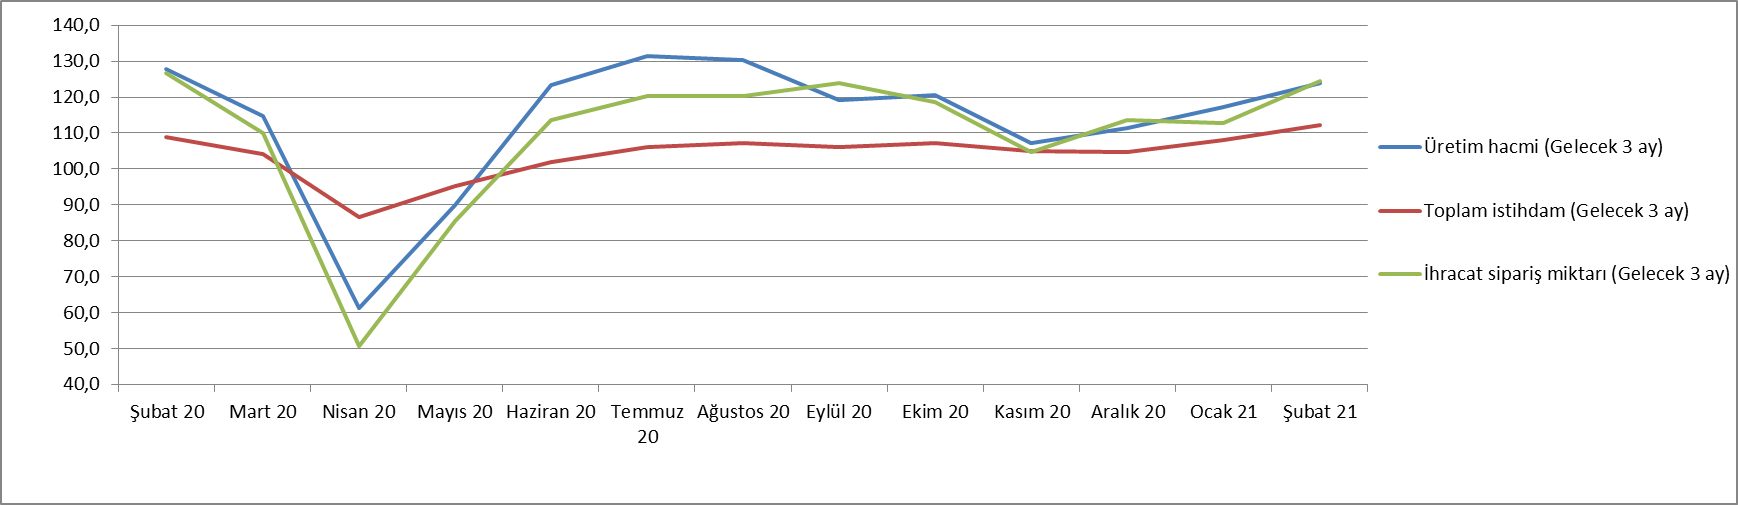 140,0
130,0
120,0
110,0
100,0
90,0
80,0
70,0
60,0
50,0
40,0
Şubat 20 Mart 20 Nisan 20 Mayıs 20 Haziran 20 Temmuz 20 Ağustos 20 Eylül 20 Ekim 20 Kasım 20 Aralık 20 Ocak 21 Şubat 21
Üretim hacmi (Gelecek 3 ay)
Toplam istihdam (Gelecek 3 ay)
İhracat sipariş miktarı (Gelecek 3 ay)